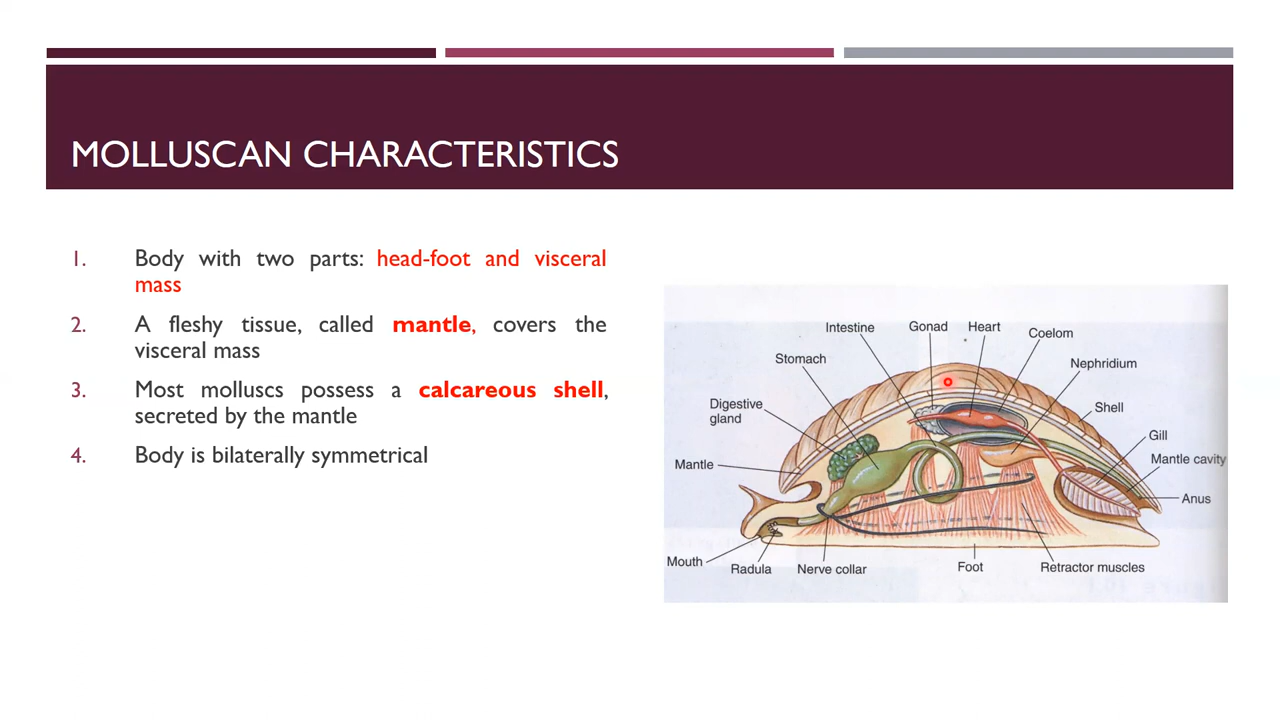 MOLLUSCAN CHARACTERISTICS
1. Body with two parts: head-foot and visceral
mass
2. A fleshy tissue, called mantle, covers the
visceral mass
3. Most molluscs possess a calcareous shell,
secreted by the mantle
4. Body is bilaterally symmetrical
Intestine
Gonad
Heart
Coelom
Stomach
Nephridium
Digestive
gland
Shell
Gill
Mantle
Mantle cavity
Anus
Mouth
Radula
Nerve collar
Foot
Retractor muscles